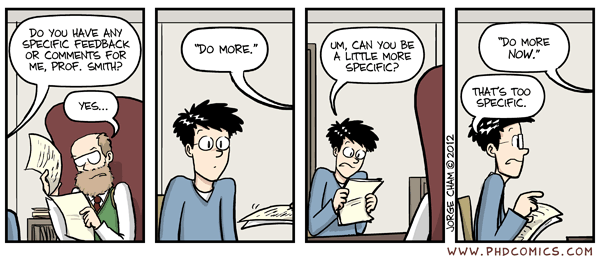 DO YOU HAVE ANY
SPECIFIC FEEDBACK
OR COMMENTS FOR
ME, PROF. SMITH?
YES...
"DO MORE."
UM, CAN YOU BE
A LITTLE MORE
SPECIFIC?
"DO MORE
NOW."
THAT'S TOO
SPECIFIC.
JORGE CHAM © 2012
WWW.PHDCOMICS.COM